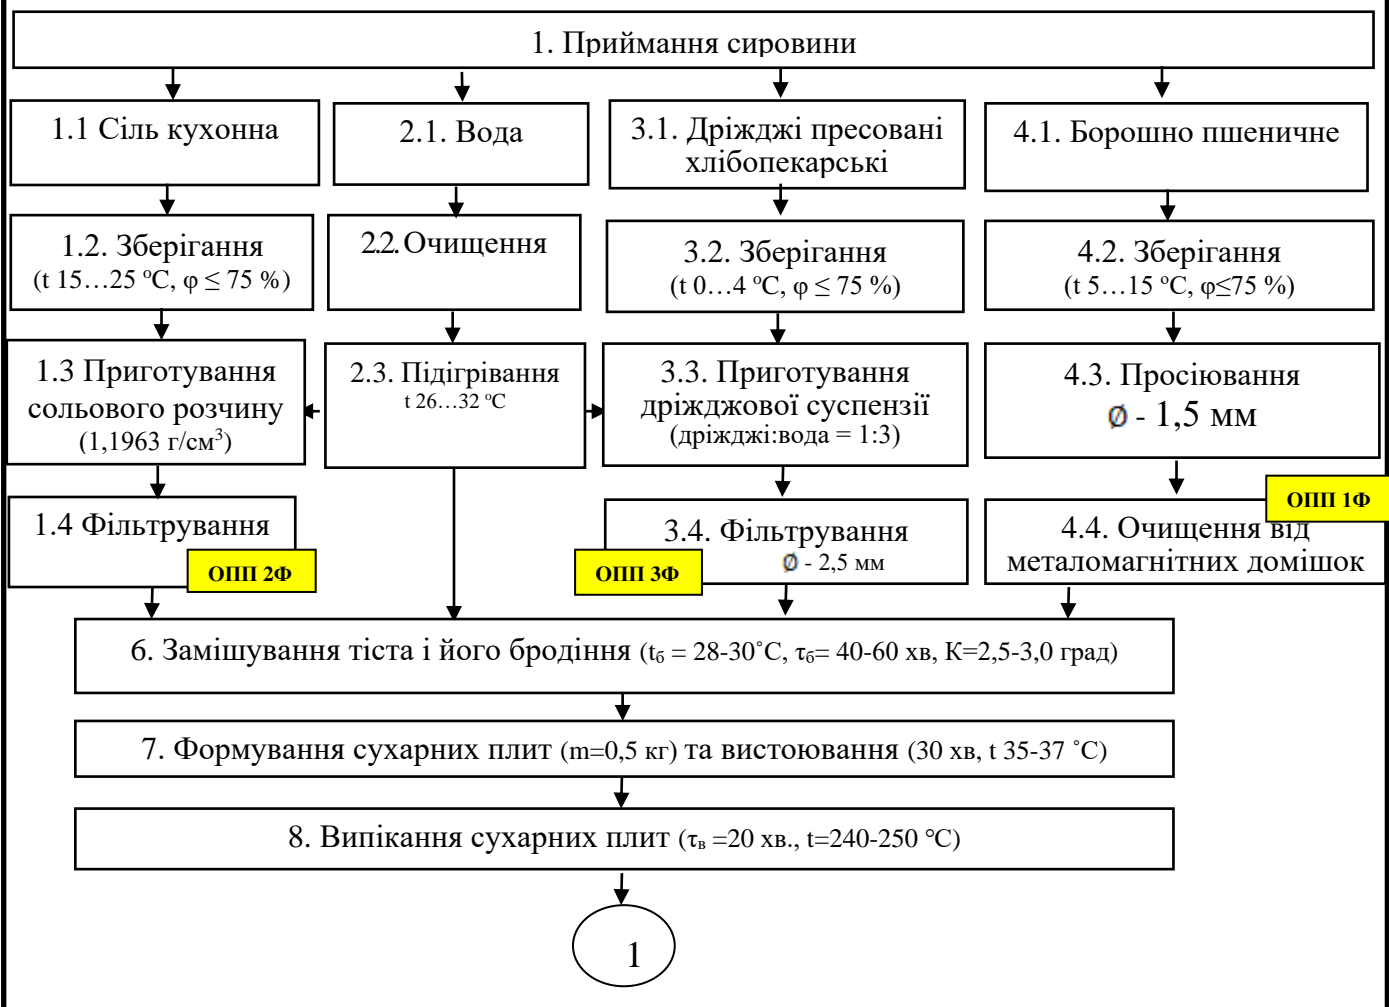 1. Приймання сировини
1.1 Сіль кухонна
2.1. Вода
3.1. Дріжджі пресовані
хлібопекарські
4.1. Борошно пшеничне
1.2. Зберігання
(t 15…25 ºС, φ ≤ 75 %)
2.2. Очищення
3.2. Зберігання
(t 0…4 ºС, φ ≤ 75 %)
4.2. Зберігання
(t 5…15 ºС, φ≤75 %)
1.3 Приготування
сольового розчину
(1,1963 г/см³)
2.3. Підігрівання
t 26…32 ºС
3.3. Приготування
дріжджової суспензії
(дріжджі:вода = 1:3)
4.3. Просіювання
Ø - 1,5 мм
1.4 Фільтрування
ОПП 2Ф
3.4. Фільтрування
Ø - 2,5 мм
ОПП 3Ф
ОПП 1Ф
4.4. Очищення від
металомагнітних домішок
6. Замішування тіста і його бродіння (tб = 28-30˚С, τб= 40-60 хв, К=2,5-3,0 град)
7. Формування сухарних плит (m=0,5 кг) та вистоювання (30 хв, t 35-37 ˚С)
8. Випікання сухарних плит (τв =20 хв., t=240-250 °С)
1